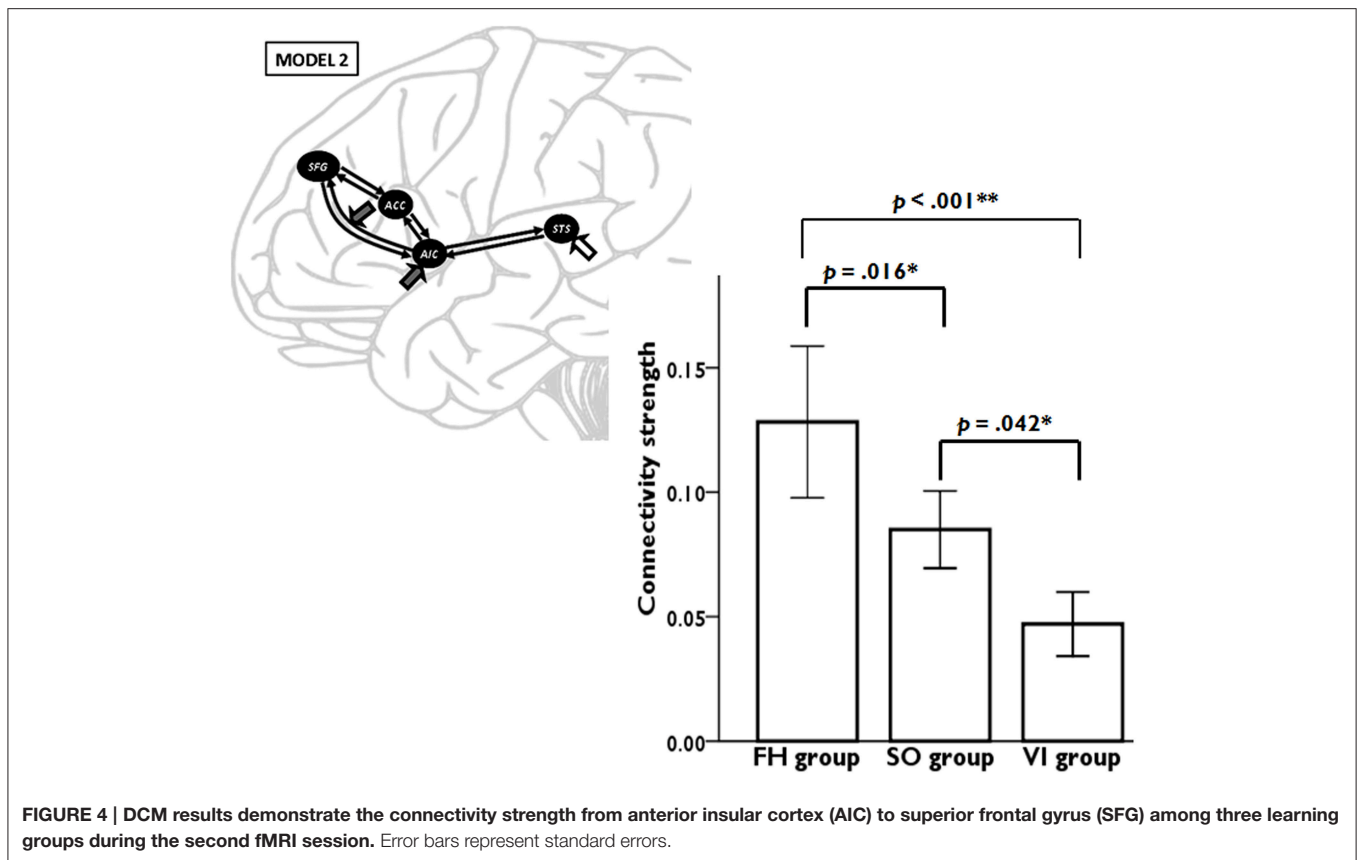 MODEL 2
SFG
ACC
AIC
STS
p < .001**
p = .016*
p = .042*
Connectivity strength
0.15
0.10
0.05
0.00
FH group SO group VI group
FIGURE 4 | DCM results demonstrate the connectivity strength from anterior insular cortex (AIC) to superior frontal gyrus (SFG) among three learning
groups during the second fMRI session. Error bars represent standard errors.